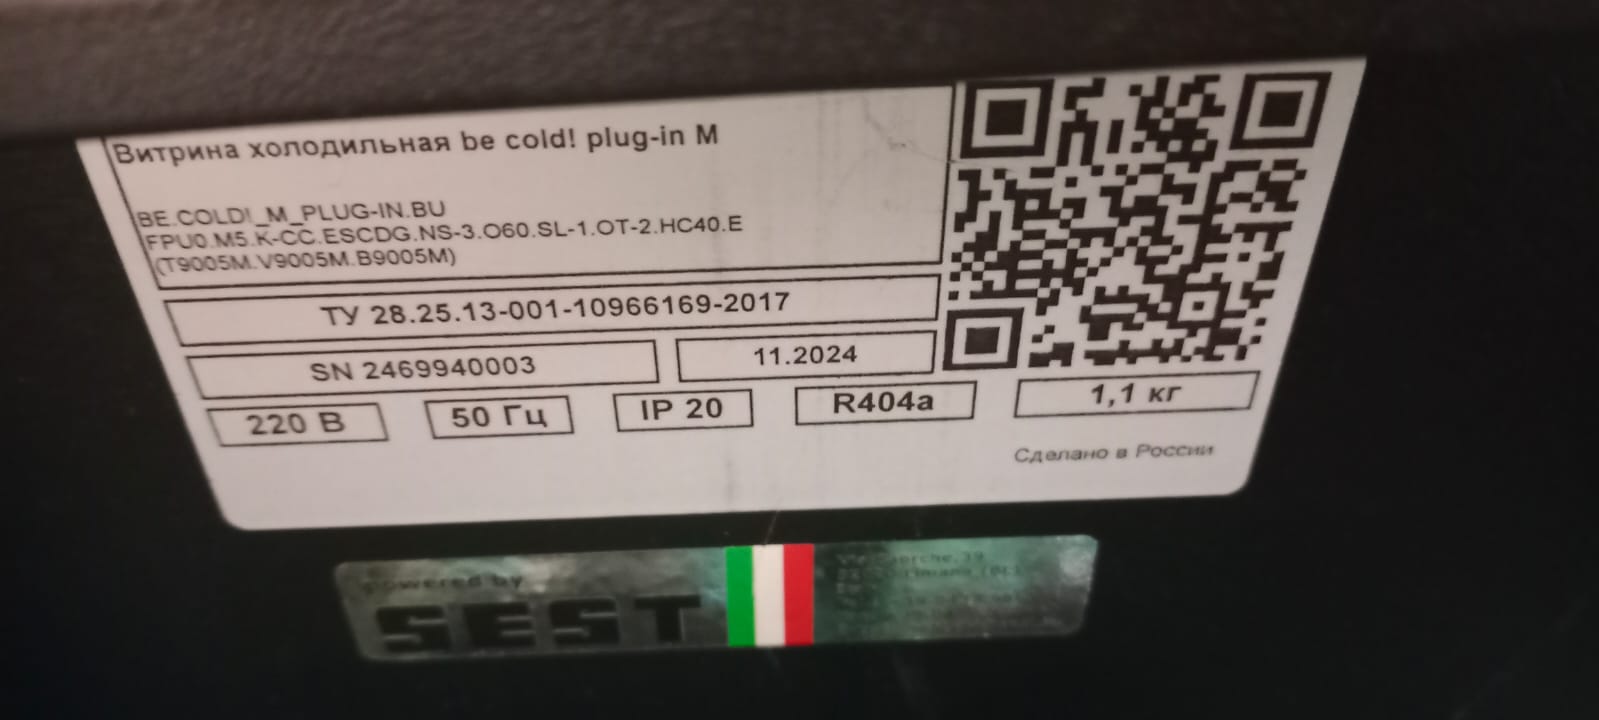 Витрина холодильная be cold! plug-in M
BE.COLD!_M_PLUG-IN.BU
FPU0.M5.K-CC.ESCDG.NS-3.O60.SL-1.OT-2.HC40.E
(T9005M.V9005M.B9005M)
ТУ 28.25.13-001-10966169-2017
SN 2469940003
11.2024
220 В
50 Гц
IP 20
R404a
1,1 кг
Сделано в России
powered by
SEST